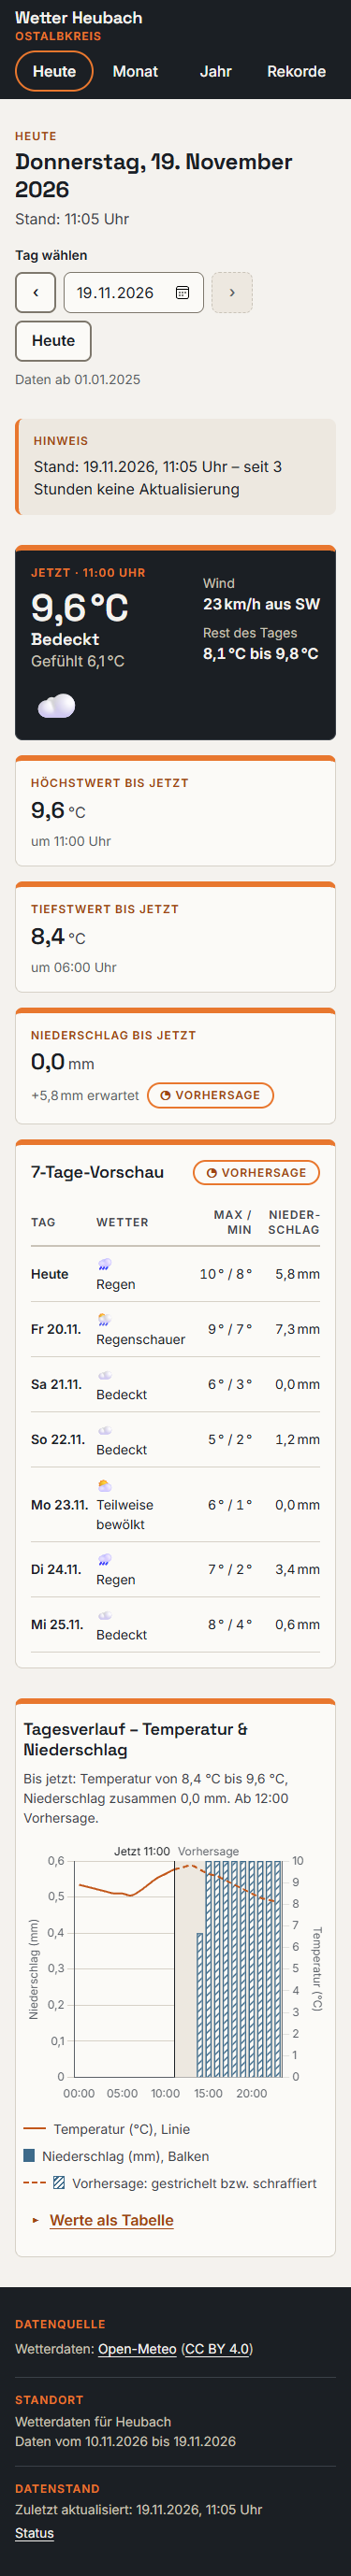 Wetter Heubach
OSTALBKREIS
Heute Monat Jahr Rekorde
HEUTE
Donnerstag, 19. November
2026
Stand: 11:05 Uhr
Tag wählen
‹ 19.11.2026 ›
Heute
Daten ab 01.01.2025
HINWEIS
Stand: 19.11.2026, 11:05 Uhr – seit 3
Stunden keine Aktualisierung
JETZT · 11:00 UHR
9,6 °C
Bedeckt
Gefühlt 6,1 °C
Wind
23 km/h aus SW
Rest des Tages
8,1 °C bis 9,8 °C
HÖCHSTWERT BIS JETZT
9,6 °C
um 11:00 Uhr
TIEFSTWERT BIS JETZT
8,4 °C
um 06:00 Uhr
NIEDERSCHLAG BIS JETZT
0,0 mm
+5,8 mm erwartet VORHERSAGE
7-Tage-Vorschau VORHERSAGE
TAG WETTER MAX / MIN NIEDER-SCHLAG
Heute Regen 10 ° / 8 ° 5,8 mm
Fr 20.11. Regenschauer 9 ° / 7 ° 7,3 mm
Sa 21.11. Bedeckt 6 ° / 3 ° 0,0 mm
So 22.11. Bedeckt 5 ° / 2 ° 1,2 mm
Mo 23.11. Teilweise bewölkt 6 ° / 1 ° 0,0 mm
Di 24.11. Regen 7 ° / 2 ° 3,4 mm
Mi 25.11. Bedeckt 8 ° / 4 ° 0,6 mm
Tagesverlauf – Temperatur &
Niederschlag
Bis jetzt: Temperatur von 8,4 °C bis 9,6 °C,
Niederschlag zusammen 0,0 mm. Ab 12:00
Vorhersage.
Jetzt 11:00 Vorhersage
Niederschlag (mm)
0,6
0,5
0,4
0,3
0,2
0,1
0
10
9
8
7
6
5
4
3
2
1
0
Temperatur (°C)
00:00 05:00 10:00 15:00 20:00
Temperatur (°C), Linie
Niederschlag (mm), Balken
Vorhersage: gestrichelt bzw. schraffiert
▸ Werte als Tabelle
DATENQUELLE
Wetterdaten: Open-Meteo (CC BY 4.0)
STANDORT
Wetterdaten für Heubach
Daten vom 10.11.2026 bis 19.11.2026
DATENSTAND
Zuletzt aktualisiert: 19.11.2026, 11:05 Uhr
Status